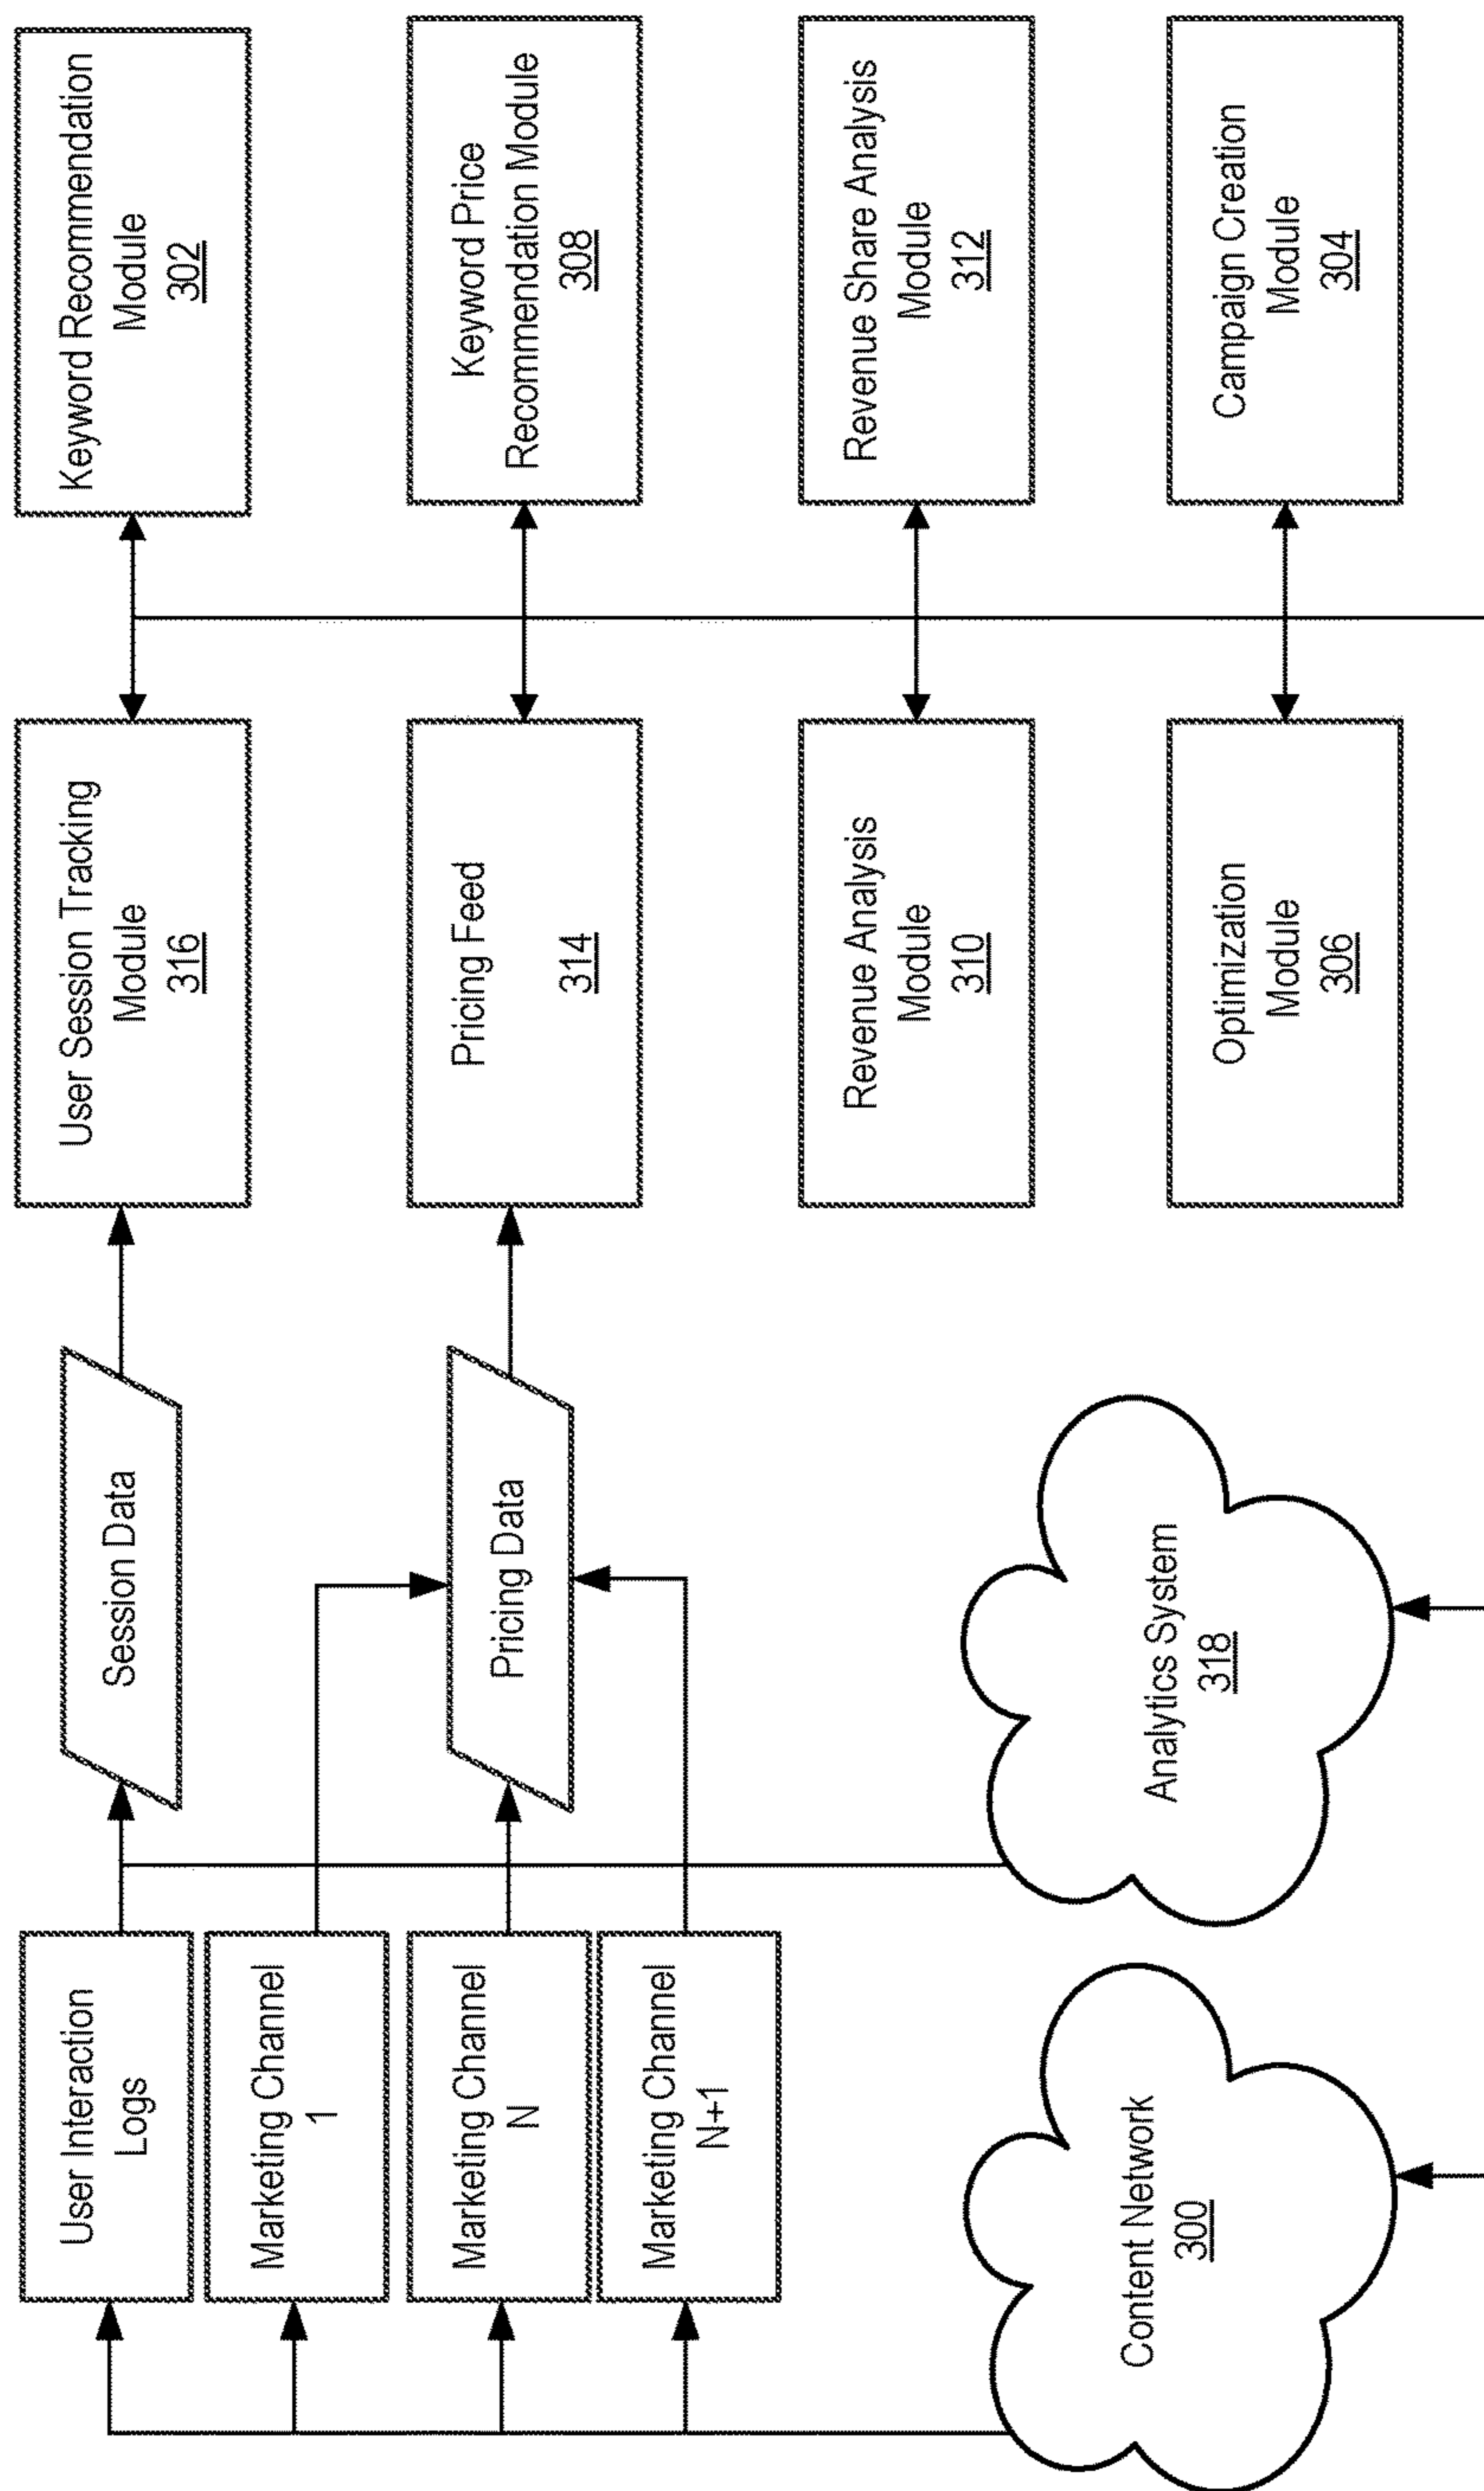 User Interaction
Logs
Session Data
User Session Tracking
Module
316
Keyword Recommendation
Module
302
Marketing Channel
1
Marketing Channel
N
Pricing Data
Pricing Feed
314
Keyword Price
Recommendation Module
308
Marketing Channel
N+1
Revenue Analysis
Module
310
Revenue Share Analysis
Module
312
Content Network
300
Analytics System
318
Optimization
Module
306
Campaign Creation
Module
304